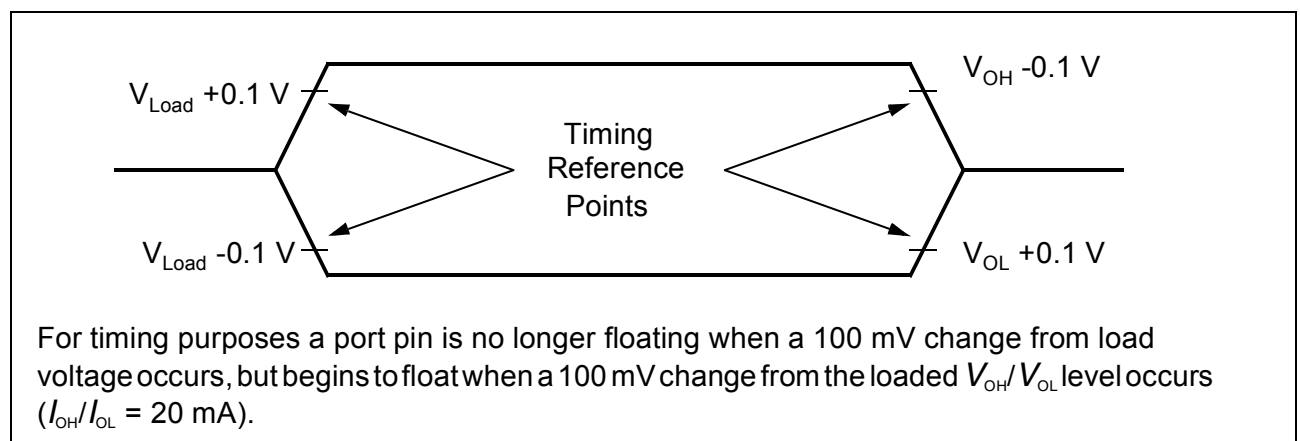 V_Load +0.1 V
V_OH -0.1 V
Timing
Reference
Points
V_Load -0.1 V
V_OL +0.1 V
For timing purposes a port pin is no longer floating when a 100 mV change from load
voltage occurs, but begins to float when a 100 mV change from the loaded V_OH/V_OL level occurs
(I_OH/I_OL = 20 mA).